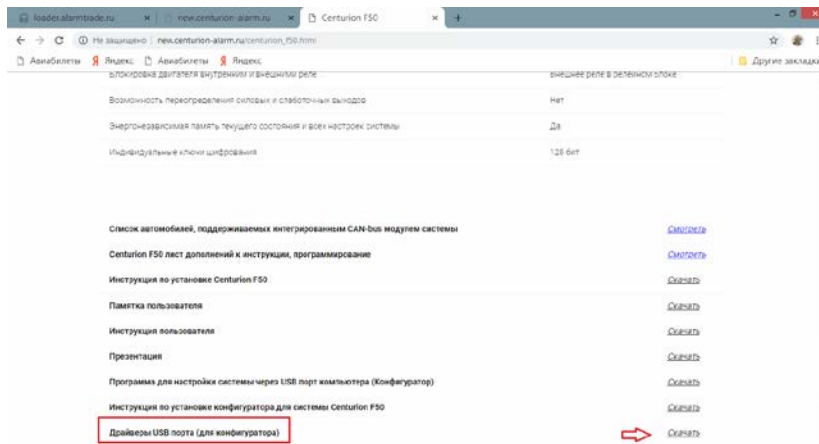 loader.alarmtrade.ru
new.centurion-alarm.ru
Centurion F50
Не защищено | new.centurion-alarm.ru/centurion_f50.html
Авиабилеты Яндекс Авиабилеты Яндекс Другие закладки
Блокировка двигателя внутренним и внешними реле внешнее реле в релейном блоке
Возможность переопределения силовых и слаботочных выходов Нет
Энергонезависимая память текущего состояния и всех настроек системы Да
Индивидуальные ключи шифрования 128 бит
Список автомобилей, поддерживаемых интегрированным CAN-bus модулем системы Смотреть
Centurion F50 лист дополнений к инструкции, программирование Смотреть
Инструкция по установке Centurion F50 Скачать
Памятка пользователя Скачать
Инструкция пользователя Скачать
Презентация Скачать
Программа для настройки системы через USB порт компьютера (Конфигуратор) Скачать
Инструкция по установке конфигуратора для системы Centurion F50 Скачать
Драйверы USB порта (для конфигуратора) Скачать